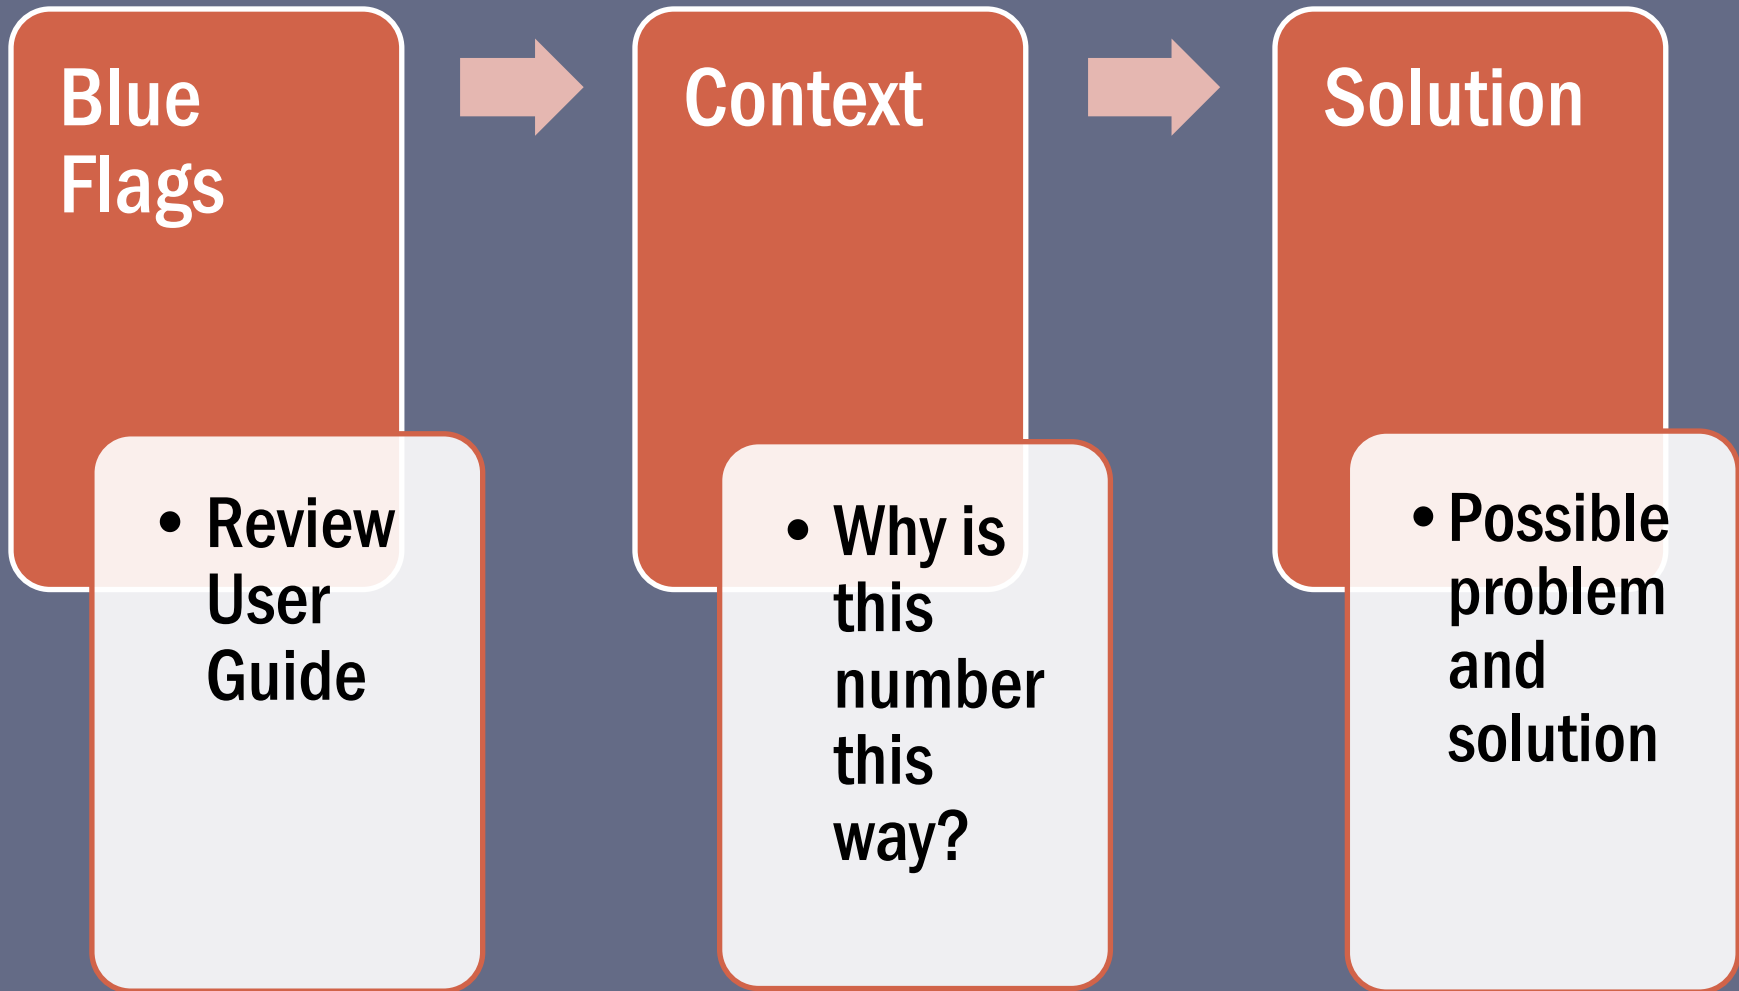 Blue
Flags
• Review
User
Guide
Context
• Why is
this
number
this
way?
Solution
• Possible
problem
and
solution